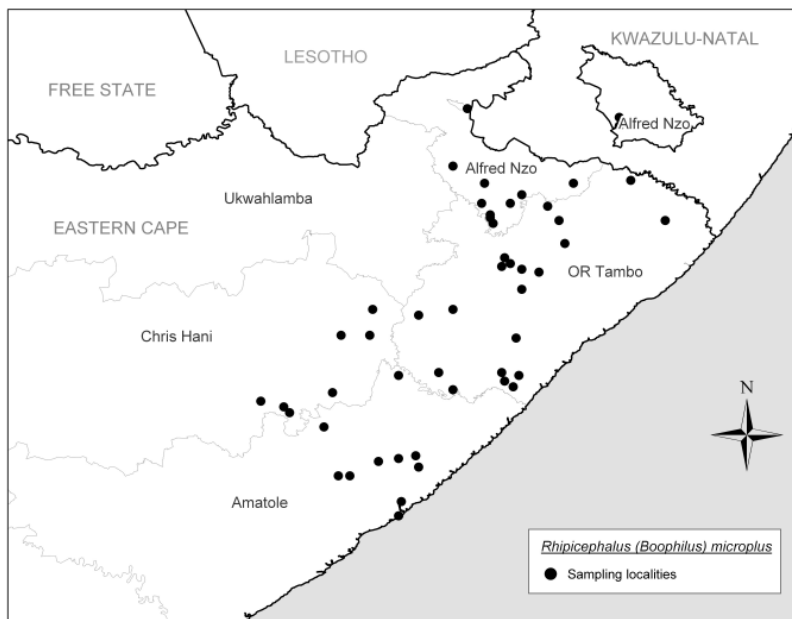 KWAZULU-NATAL
LESOTHO
FREE STATE
Alfred Nzo
Alfred Nzo
Ukwahlamba
EASTERN CAPE
OR Tambo
Chris Hani
N
Amatole
Rhipicephalus (Boophilus) microplus
Sampling localities